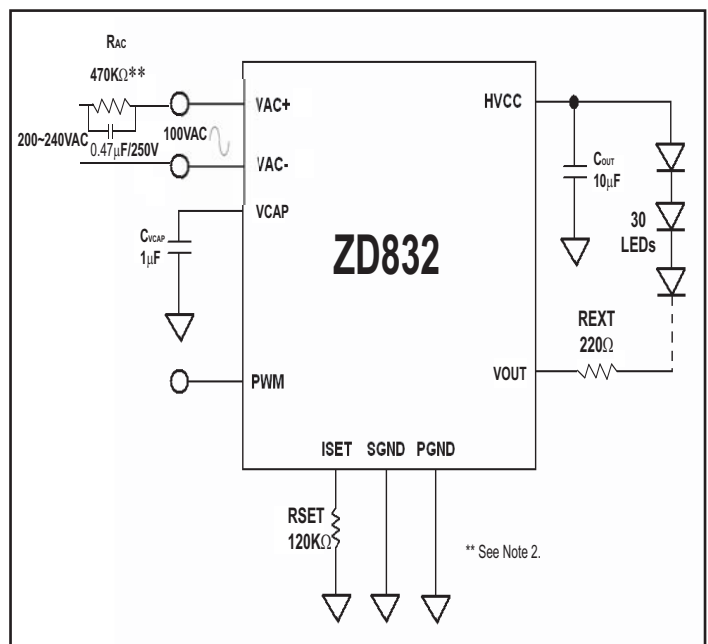 RAC
470KΩ**
200~240VAC
0.47μF/250V
100VAC
VAC+
VAC-
VCAP
CVCAP
1μF
PWM
ZD832
HVCC
COUT
10μF
30
LEDs
REXT
220Ω
VOUT
ISET SGND PGND
RSET
120KΩ
** See Note 2.